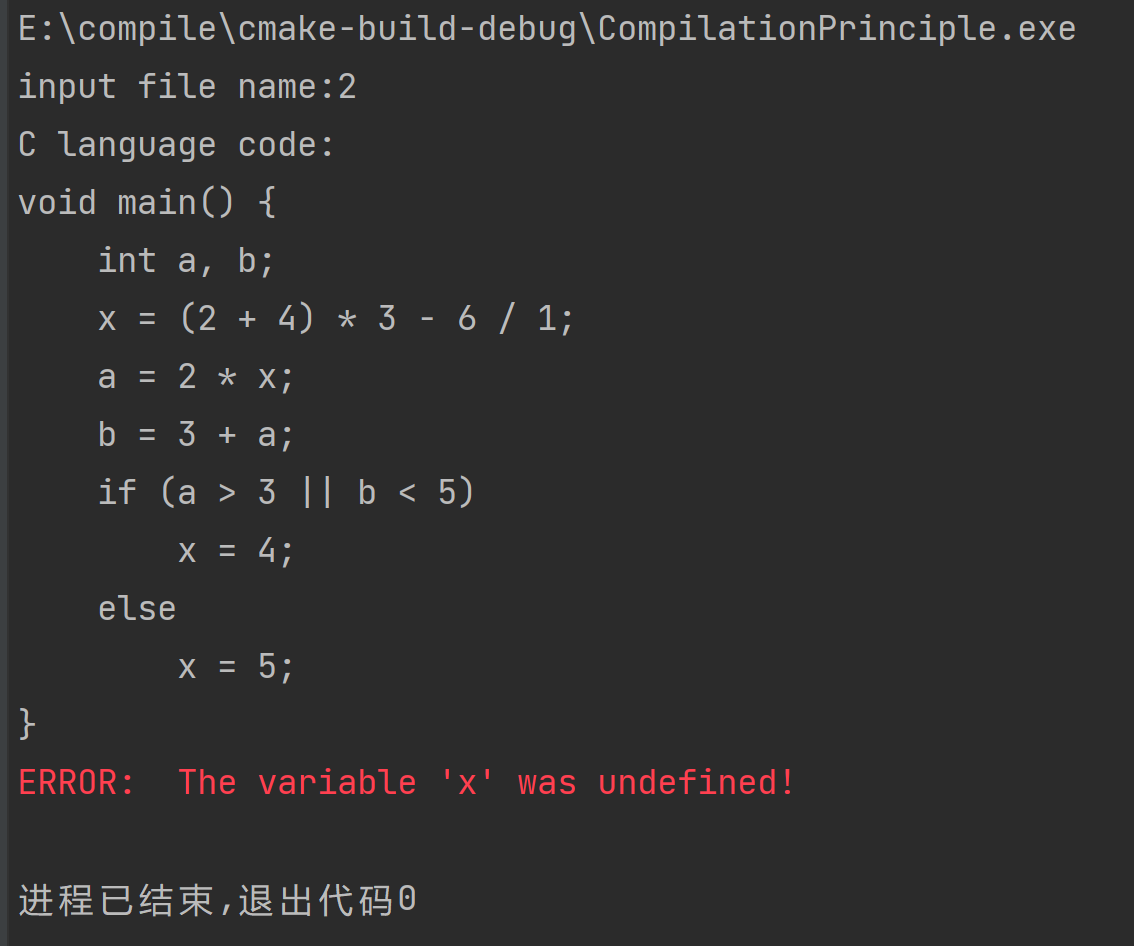 E:\compile\cmake-build-debug\CompilationPrinciple.exe
input file name:2
C language code:
void main() {
    int a, b;
    x = (2 + 4) * 3 - 6 / 1;
    a = 2 * x;
    b = 3 + a;
    if (a > 3 || b < 5)
        x = 4;
    else
        x = 5;
}
ERROR:  The variable 'x' was undefined!
进程已结束,退出代码0